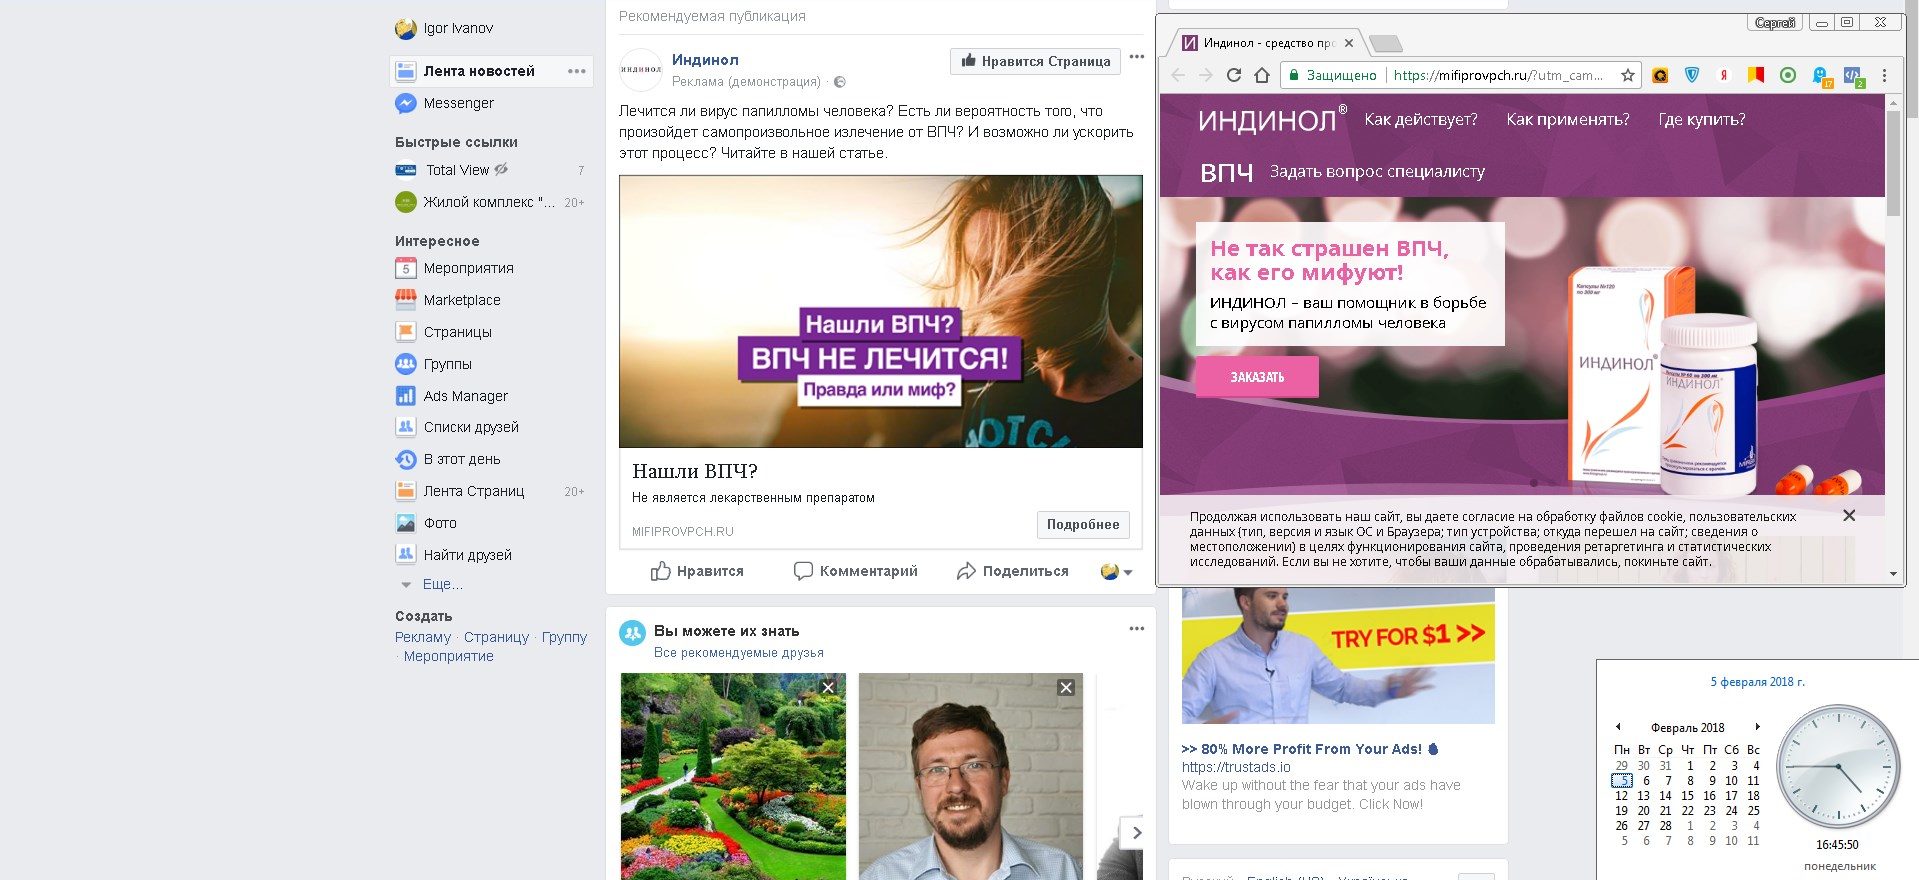 Igor Ivanov
Лента новостей
Messenger
Быстрые ссылки
Total View 7
Жилой комплекс "... 20+
Интересное
5 Мероприятия
Marketplace
Страницы
Группы
Ads Manager
Списки друзей
В этот день
Лента Страниц 20+
Фото
Найти друзей
Еще...
Создать
Рекламу · Страницу · Группу
· Мероприятие
Рекомендуемая публикация
ИНДИНОЛ
Индинол
Реклама (демонстрация) ·
Нравится Страница
Лечится ли вирус папилломы человека? Есть ли вероятность того, что
произойдет самопроизвольное излечение от ВПЧ? И возможно ли ускорить
этот процесс? Читайте в нашей статье.
Нашли ВПЧ?
ВПЧ НЕ ЛЕЧИТСЯ!
Правда или миф?
Нашли ВПЧ?
Не является лекарственным препаратом
MIFIPROVPCH.RU
Подробнее
Нравится
Комментарий
Поделиться
Вы можете их знать
Все рекомендуемые друзья
Сергей
Индинол - средство про
Защищено https://mifiprovpch.ru/?utm_cam...
17
2
ИНДИНОЛ® Как действует? Как применять? Где купить?
ВПЧ Задать вопрос специалисту
Не так страшен ВПЧ,
как его мифуют!
ИНДИНОЛ – ваш помощник в борьбе
с вирусом папилломы человека
ЗАКАЗАТЬ
Капсулы №120
по 300 мг
ИНДИНОЛ®
ИНДИНОЛ®
Продолжая использовать наш сайт, вы даете согласие на обработку файлов cookie, пользовательских
данных (тип, версия и язык ОС и Браузера; тип устройства; откуда перешел на сайт; сведения о
местоположении) в целях функционирования сайта, проведения ретаргетинга и статистических
исследований. Если вы не хотите, чтобы ваши данные обрабатывались, покиньте сайт.
TRY FOR $1 >>
>> 80% More Profit From Your Ads!
https://trustads.io
Wake up without the fear that your ads have
blown through your budget. Click Now!
5 февраля 2018 г.
Февраль 2018
Пн Вт Ср Чт Пт Сб Вс
29 30 31 1 2 3 4
5 6 7 8 9 10 11
12 13 14 15 16 17 18
19 20 21 22 23 24 25
26 27 28 1 2 3 4
5 6 7 8 9 10 11
16:45:50
понедельник